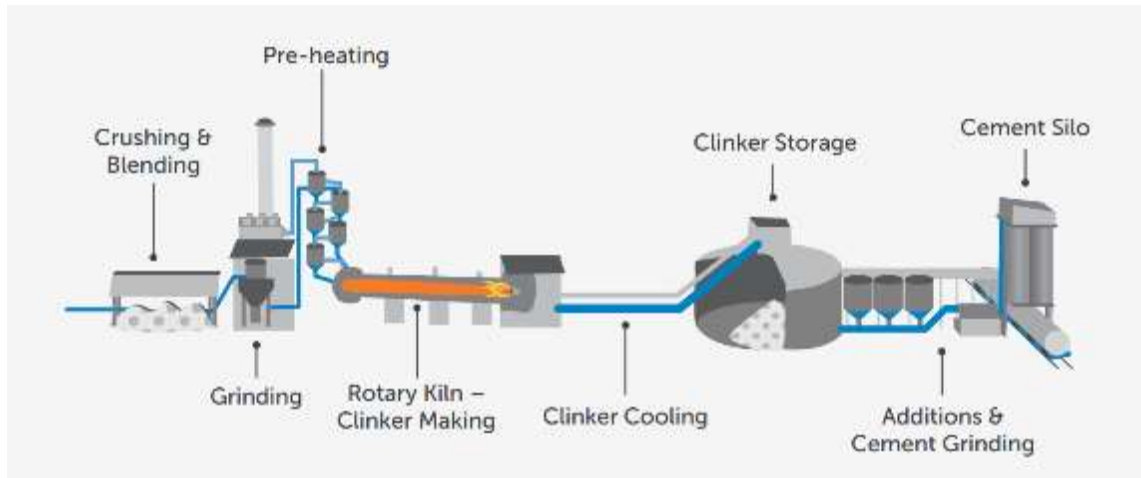 Pre-heating
Crushing &
Blending
Clinker Storage
Cement Silo
Grinding
Rotary Kiln –
Clinker Making
Clinker Cooling
Additions &
Cement Grinding